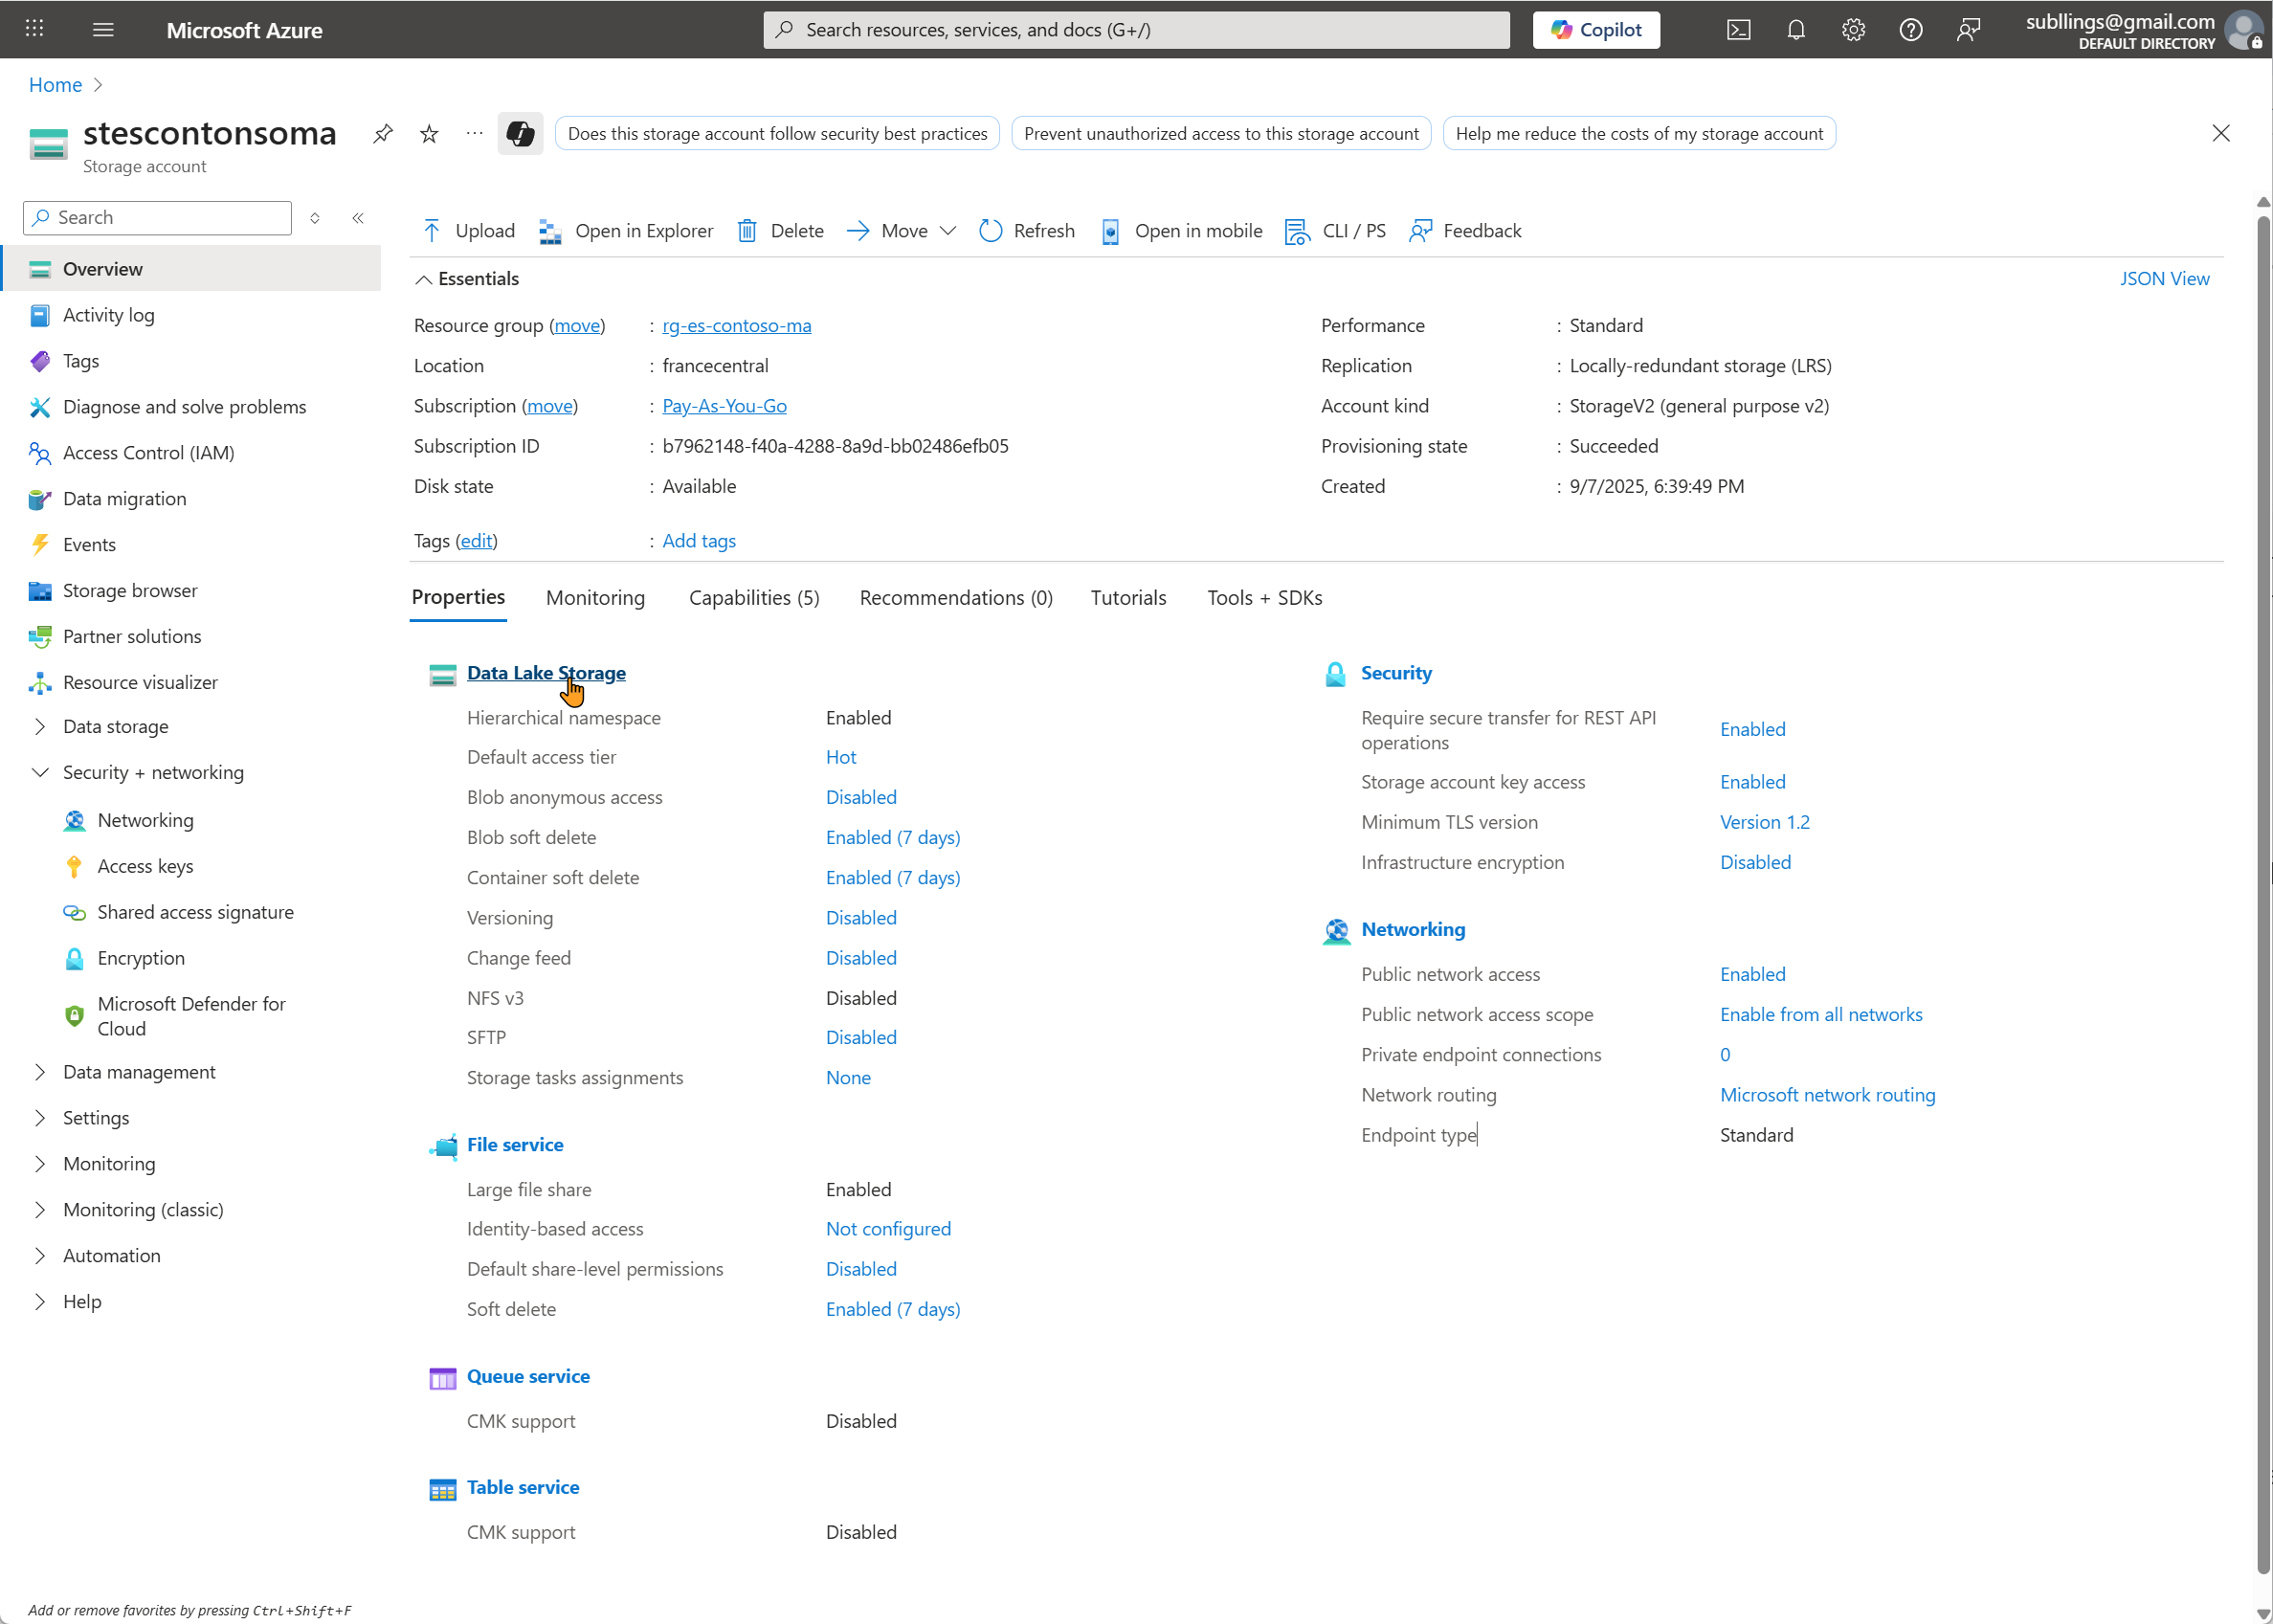 Microsoft Azure
Search resources, services, and docs (G+/)
Copilot
subllings@gmail.com
DEFAULT DIRECTORY
Home
stescontonsoma
Storage account
Does this storage account follow security best practices
Prevent unauthorized access to this storage account
Help me reduce the costs of my storage account
Search
Overview
Activity log
Tags
Diagnose and solve problems
Access Control (IAM)
Data migration
Events
Storage browser
Partner solutions
Resource visualizer
Data storage
Security + networking
Networking
Access keys
Shared access signature
Encryption
Microsoft Defender for
Cloud
Data management
Settings
Monitoring
Monitoring (classic)
Automation
Help
Add or remove favorites by pressing Ctrl+Shift+F
Upload Open in Explorer Delete Move Refresh Open in mobile CLI / PS Feedback
Essentials
JSON View
Resource group (move) : rg-es-contoso-ma
Location : francecentral
Subscription (move) : Pay-As-You-Go
Subscription ID : b7962148-f40a-4288-8a9d-bb02486efb05
Disk state : Available
Performance : Standard
Replication : Locally-redundant storage (LRS)
Account kind : StorageV2 (general purpose v2)
Provisioning state : Succeeded
Created : 9/7/2025, 6:39:49 PM
Tags (edit) : Add tags
Properties Monitoring Capabilities (5) Recommendations (0) Tutorials Tools + SDKs
Data Lake Storage
Hierarchical namespace Enabled
Default access tier Hot
Blob anonymous access Disabled
Blob soft delete Enabled (7 days)
Container soft delete Enabled (7 days)
Versioning Disabled
Change feed Disabled
NFS v3 Disabled
SFTP Disabled
Storage tasks assignments None
File service
Large file share Enabled
Identity-based access Not configured
Default share-level permissions Disabled
Soft delete Enabled (7 days)
Queue service
CMK support Disabled
Table service
CMK support Disabled
Security
Require secure transfer for REST API
operations Enabled
Storage account key access Enabled
Minimum TLS version Version 1.2
Infrastructure encryption Disabled
Networking
Public network access Enabled
Public network access scope Enable from all networks
Private endpoint connections 0
Network routing Microsoft network routing
Endpoint type Standard